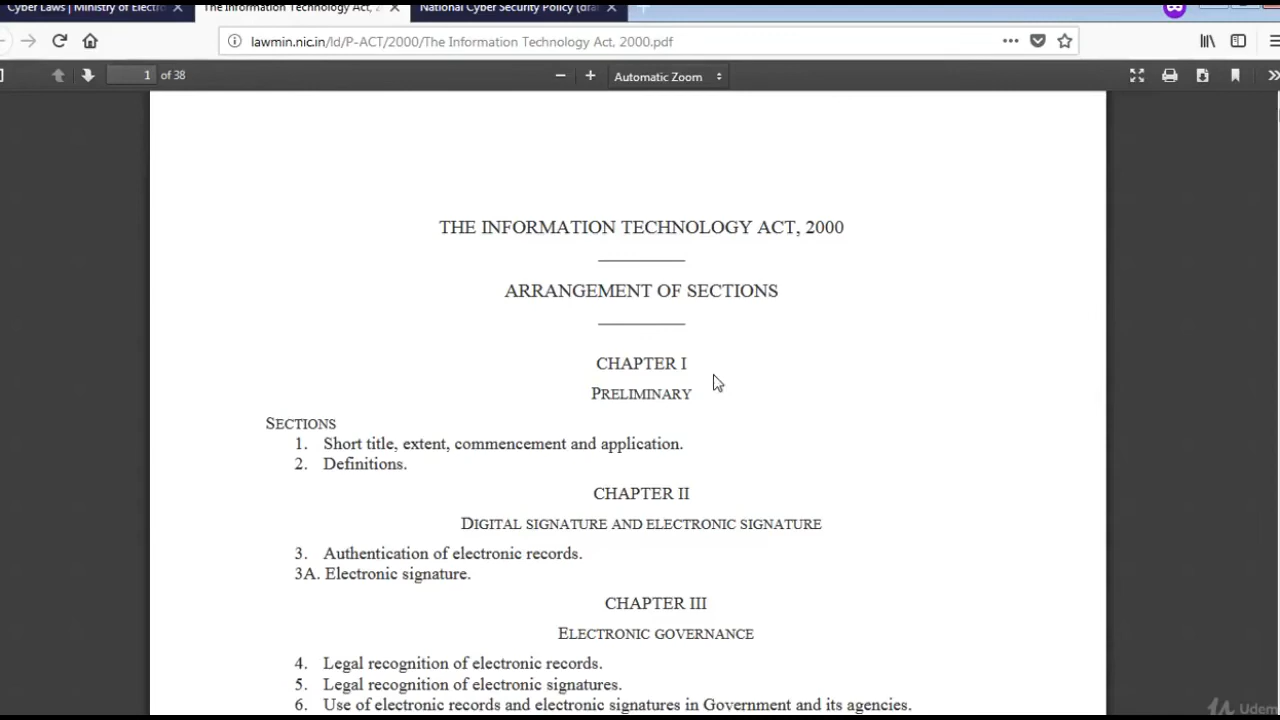 Cyber Laws | Ministry of Electro
The Information Technology Act, 2
National Cyber Security Policy (draf
lawmin.nic.in/ld/P-ACT/2000/The Information Technology Act, 2000.pdf
1 of 38
Automatic Zoom
THE INFORMATION TECHNOLOGY ACT, 2000
ARRANGEMENT OF SECTIONS
CHAPTER I
PRELIMINARY
SECTIONS
1. Short title, extent, commencement and application.
2. Definitions.
CHAPTER II
DIGITAL SIGNATURE AND ELECTRONIC SIGNATURE
3. Authentication of electronic records.
3A. Electronic signature.
CHAPTER III
ELECTRONIC GOVERNANCE
4. Legal recognition of electronic records.
5. Legal recognition of electronic signatures.
6. Use of electronic records and electronic signatures in Government and its agencies.
Udem